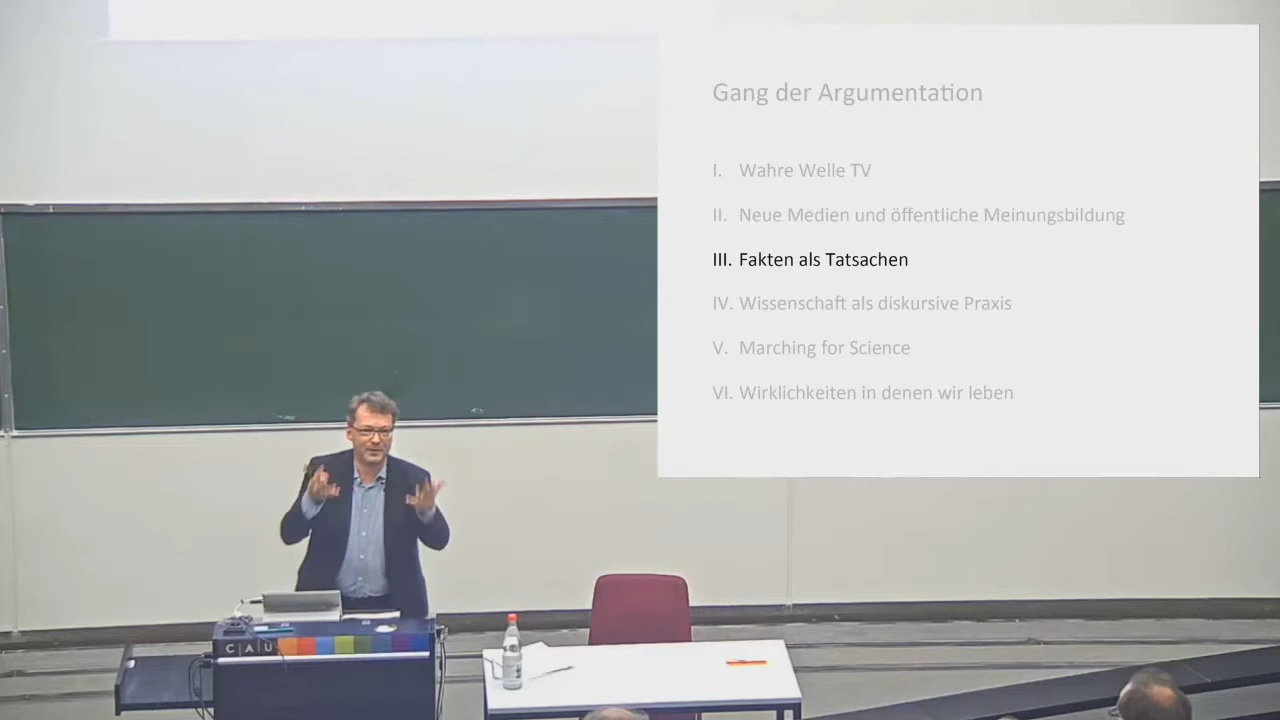 Gang der Argumentation
I. Wahre Welle TV
II. Neue Medien und öffentliche Meinungsbildung
III. Fakten als Tatsachen
IV. Wissenschaft als diskursive Praxis
V. Marching for Science
VI. Wirklichkeiten in denen wir leben
C|A|U